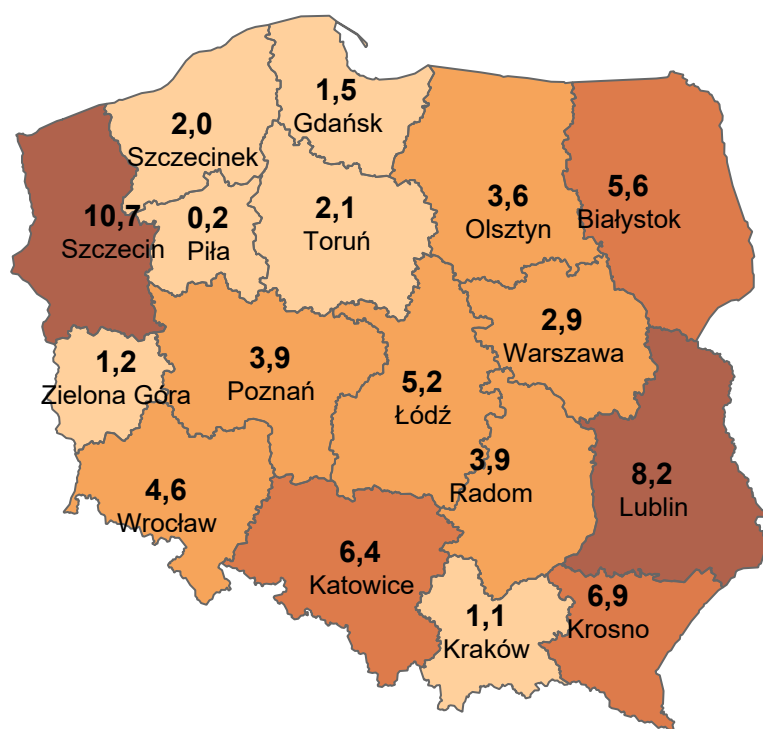 1,5
Gdańsk
2,0
Szczecinek
3,6
Olsztyn
5,6
Białystok
10,7
Szczecin
0,2
Piła
2,1
Toruń
2,9
Warszawa
1,2
Zielona Góra
3,9
Poznań
5,2
Łódź
3,9
Radom
8,2
Lublin
4,6
Wrocław
6,4
Katowice
1,1
Kraków
6,9
Krosno